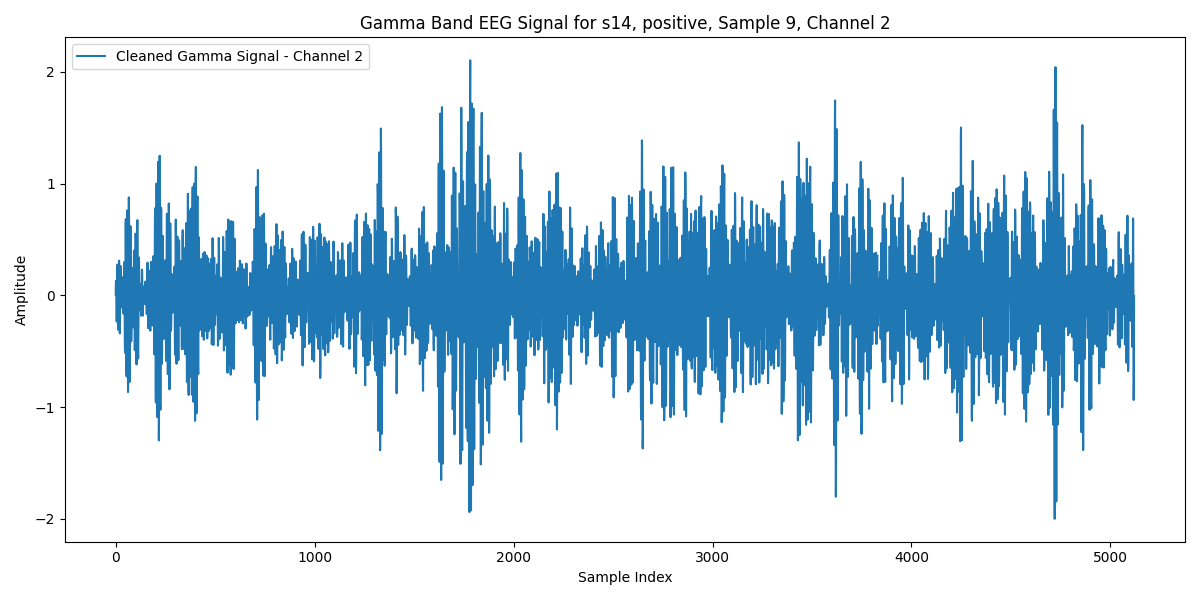 Gamma Band EEG Signal for s14, positive, Sample 9, Channel 2
Cleaned Gamma Signal - Channel 2
Amplitude
2
1
0
−1
−2
0 1000 2000 3000 4000 5000
Sample Index